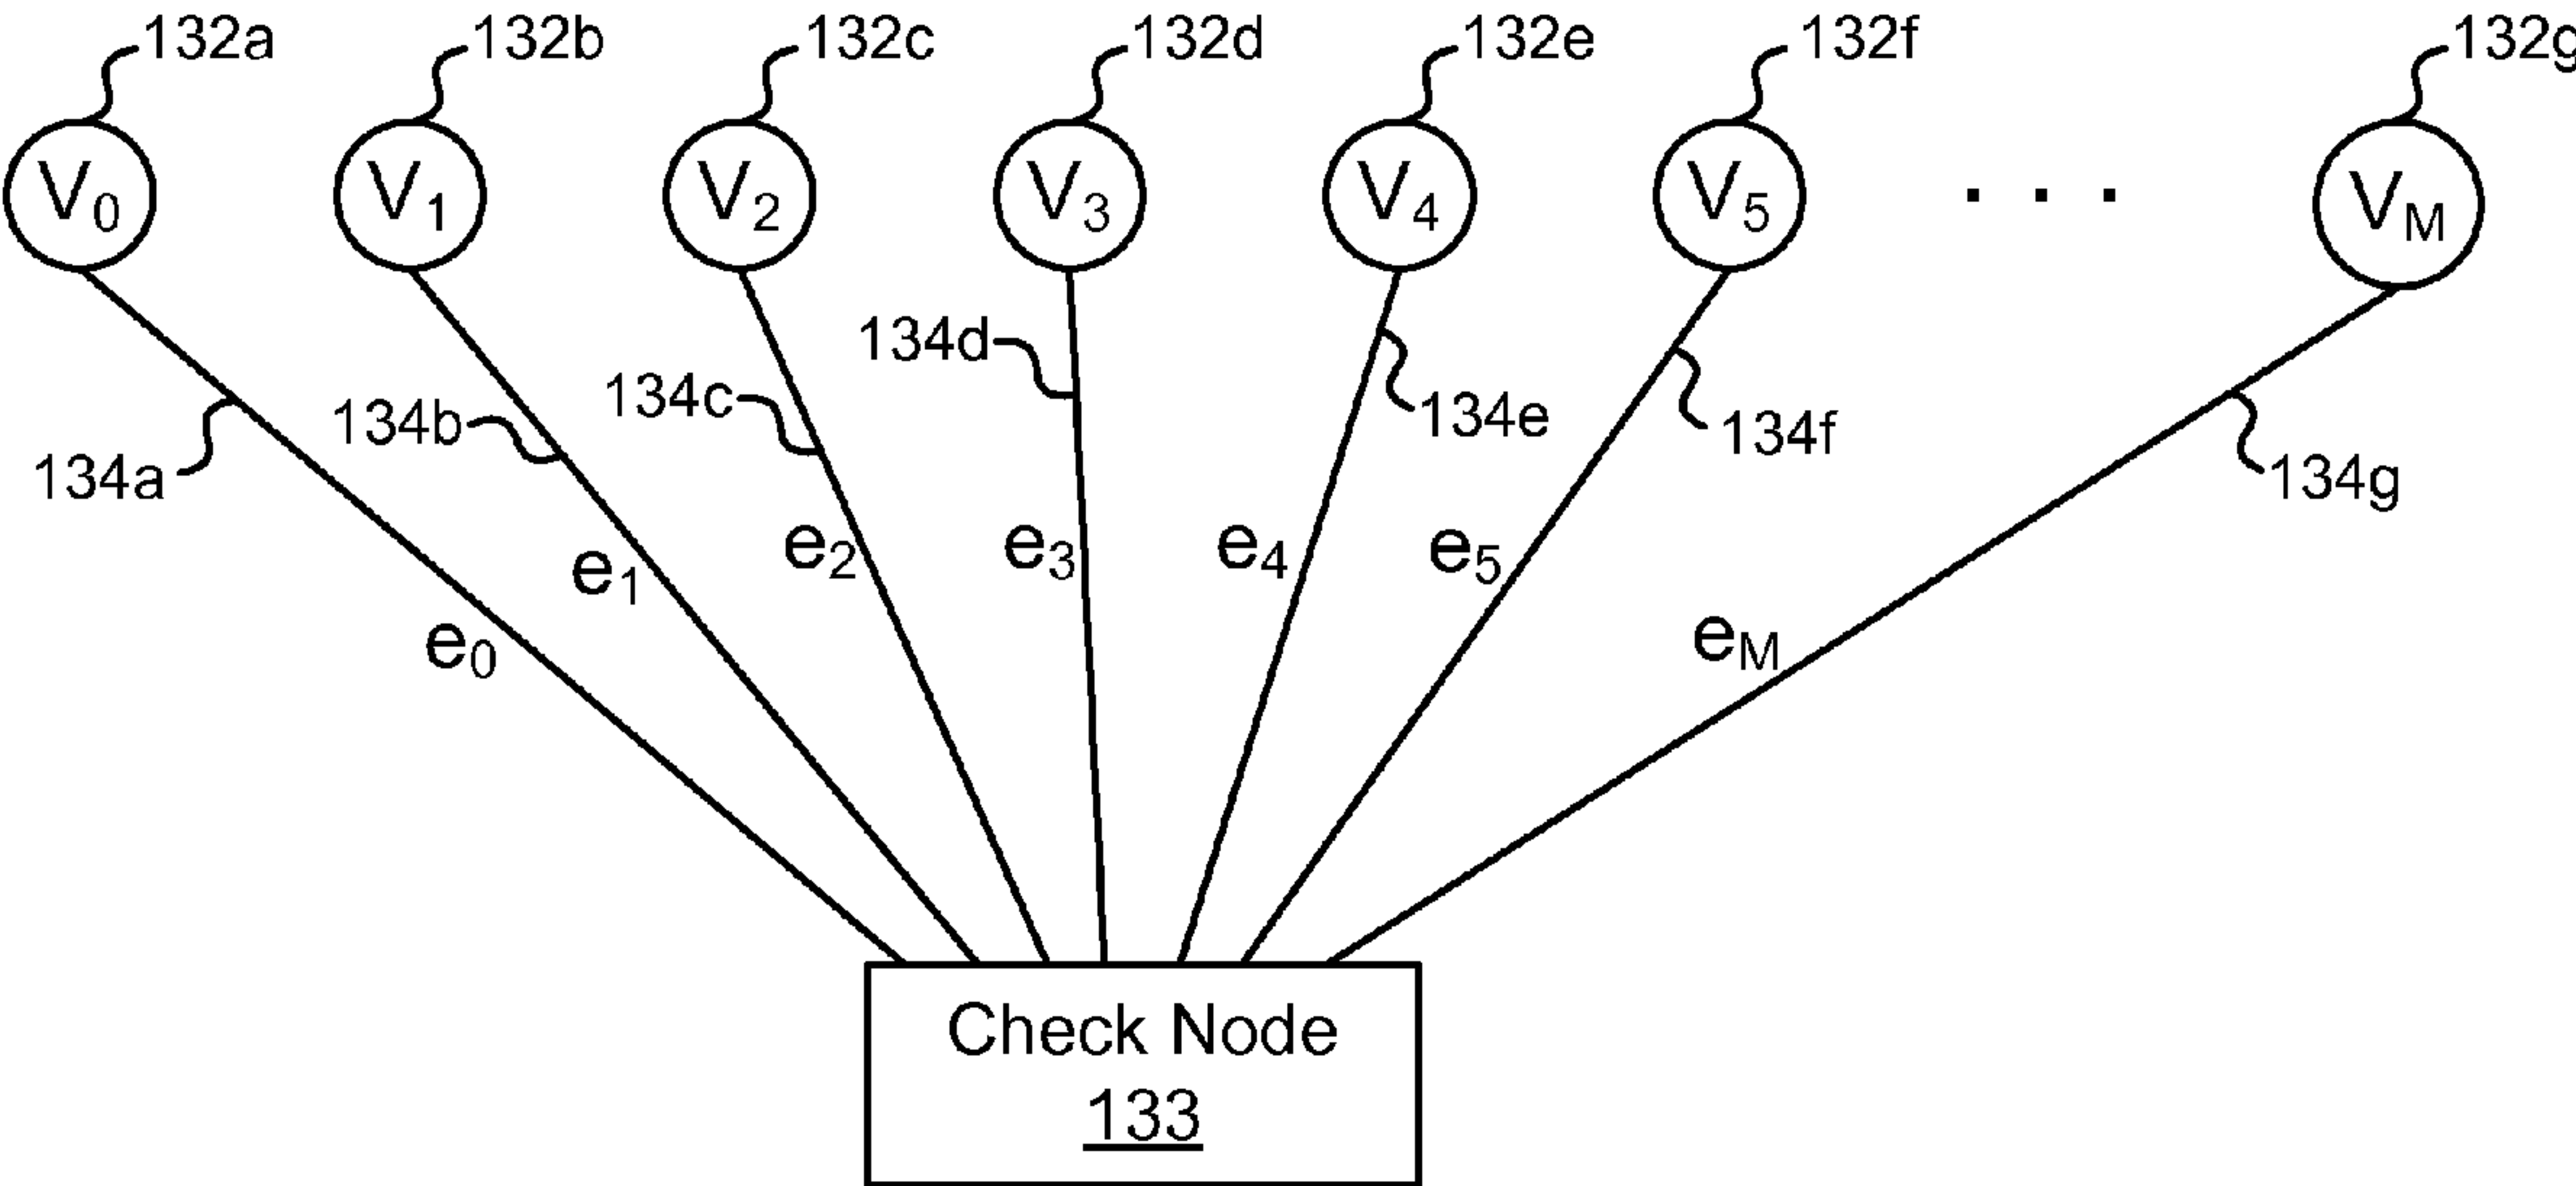 132a 132b 132c 132d 132e 132f 132g
V0 V1 V2 V3 V4 V5 . . . VM
134a 134b 134c 134d 134e 134f 134g
e0 e1 e2 e3 e4 e5 eM
Check Node
133